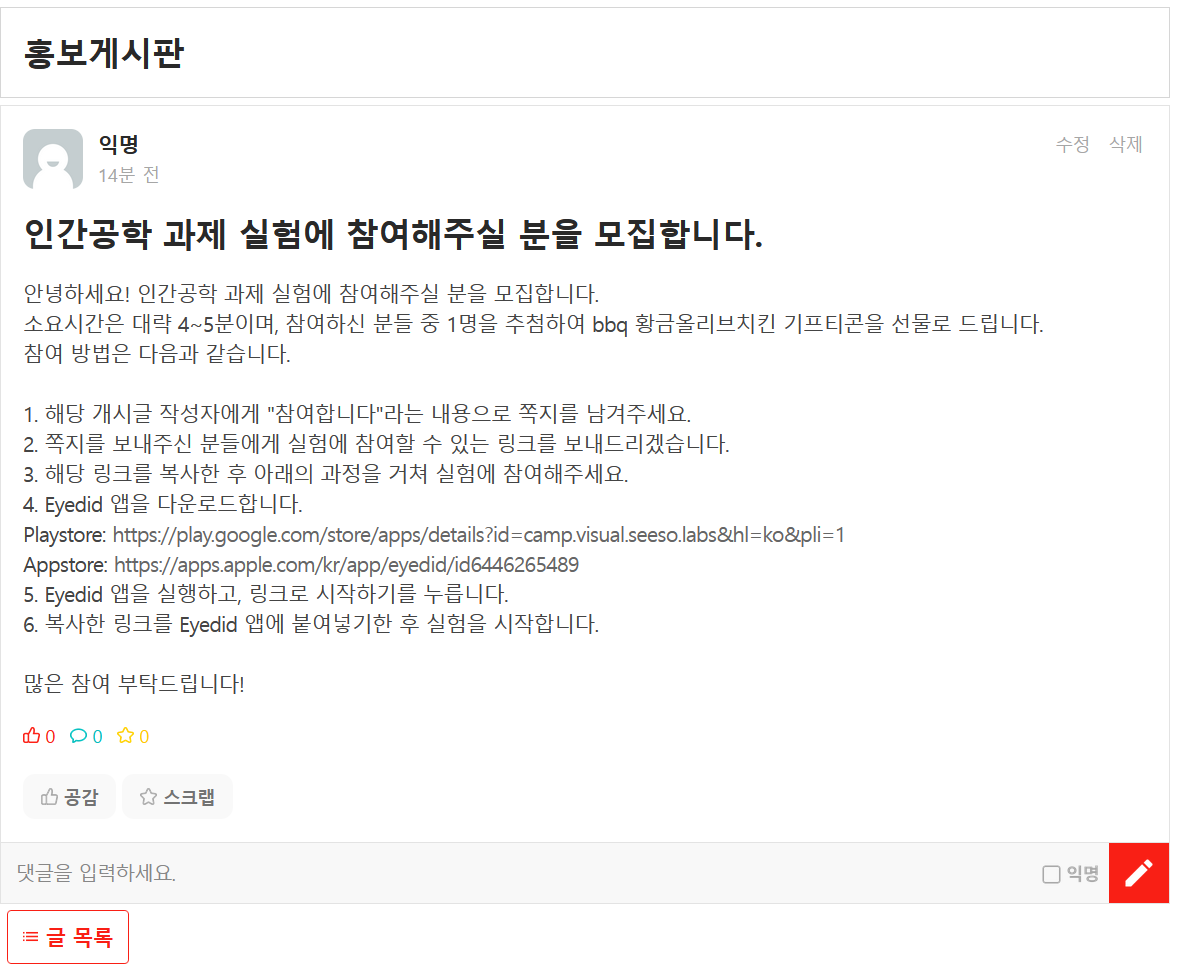 홍보게시판
익명
수정 삭제
14분 전
인간공학 과제 실험에 참여해주실 분을 모집합니다.
안녕하세요! 인간공학 과제 실험에 참여해주실 분을 모집합니다.
소요시간은 대략 4~5분이며, 참여하신 분들 중 1명을 추첨하여 bbq 황금올리브치킨 기프티콘을 선물로 드립니다.
참여 방법은 다음과 같습니다.
1. 해당 개시글 작성자에게 "참여합니다"라는 내용으로 쪽지를 남겨주세요.
2. 쪽지를 보내주신 분들에게 실험에 참여할 수 있는 링크를 보내드리겠습니다.
3. 해당 링크를 복사한 후 아래의 과정을 거쳐 실험에 참여해주세요.
4. Eyedid 앱을 다운로드합니다.
Playstore: https://play.google.com/store/apps/details?id=camp.visual.seeso.labs&hl=ko&pli=1
Appstore: https://apps.apple.com/kr/app/eyedid/id6446265489
5. Eyedid 앱을 실행하고, 링크로 시작하기를 누릅니다.
6. 복사한 링크를 Eyedid 앱에 붙여넣기한 후 실험을 시작합니다.
많은 참여 부탁드립니다!
0 0 0
공감 스크랩
댓글을 입력하세요. 익명
글 목록